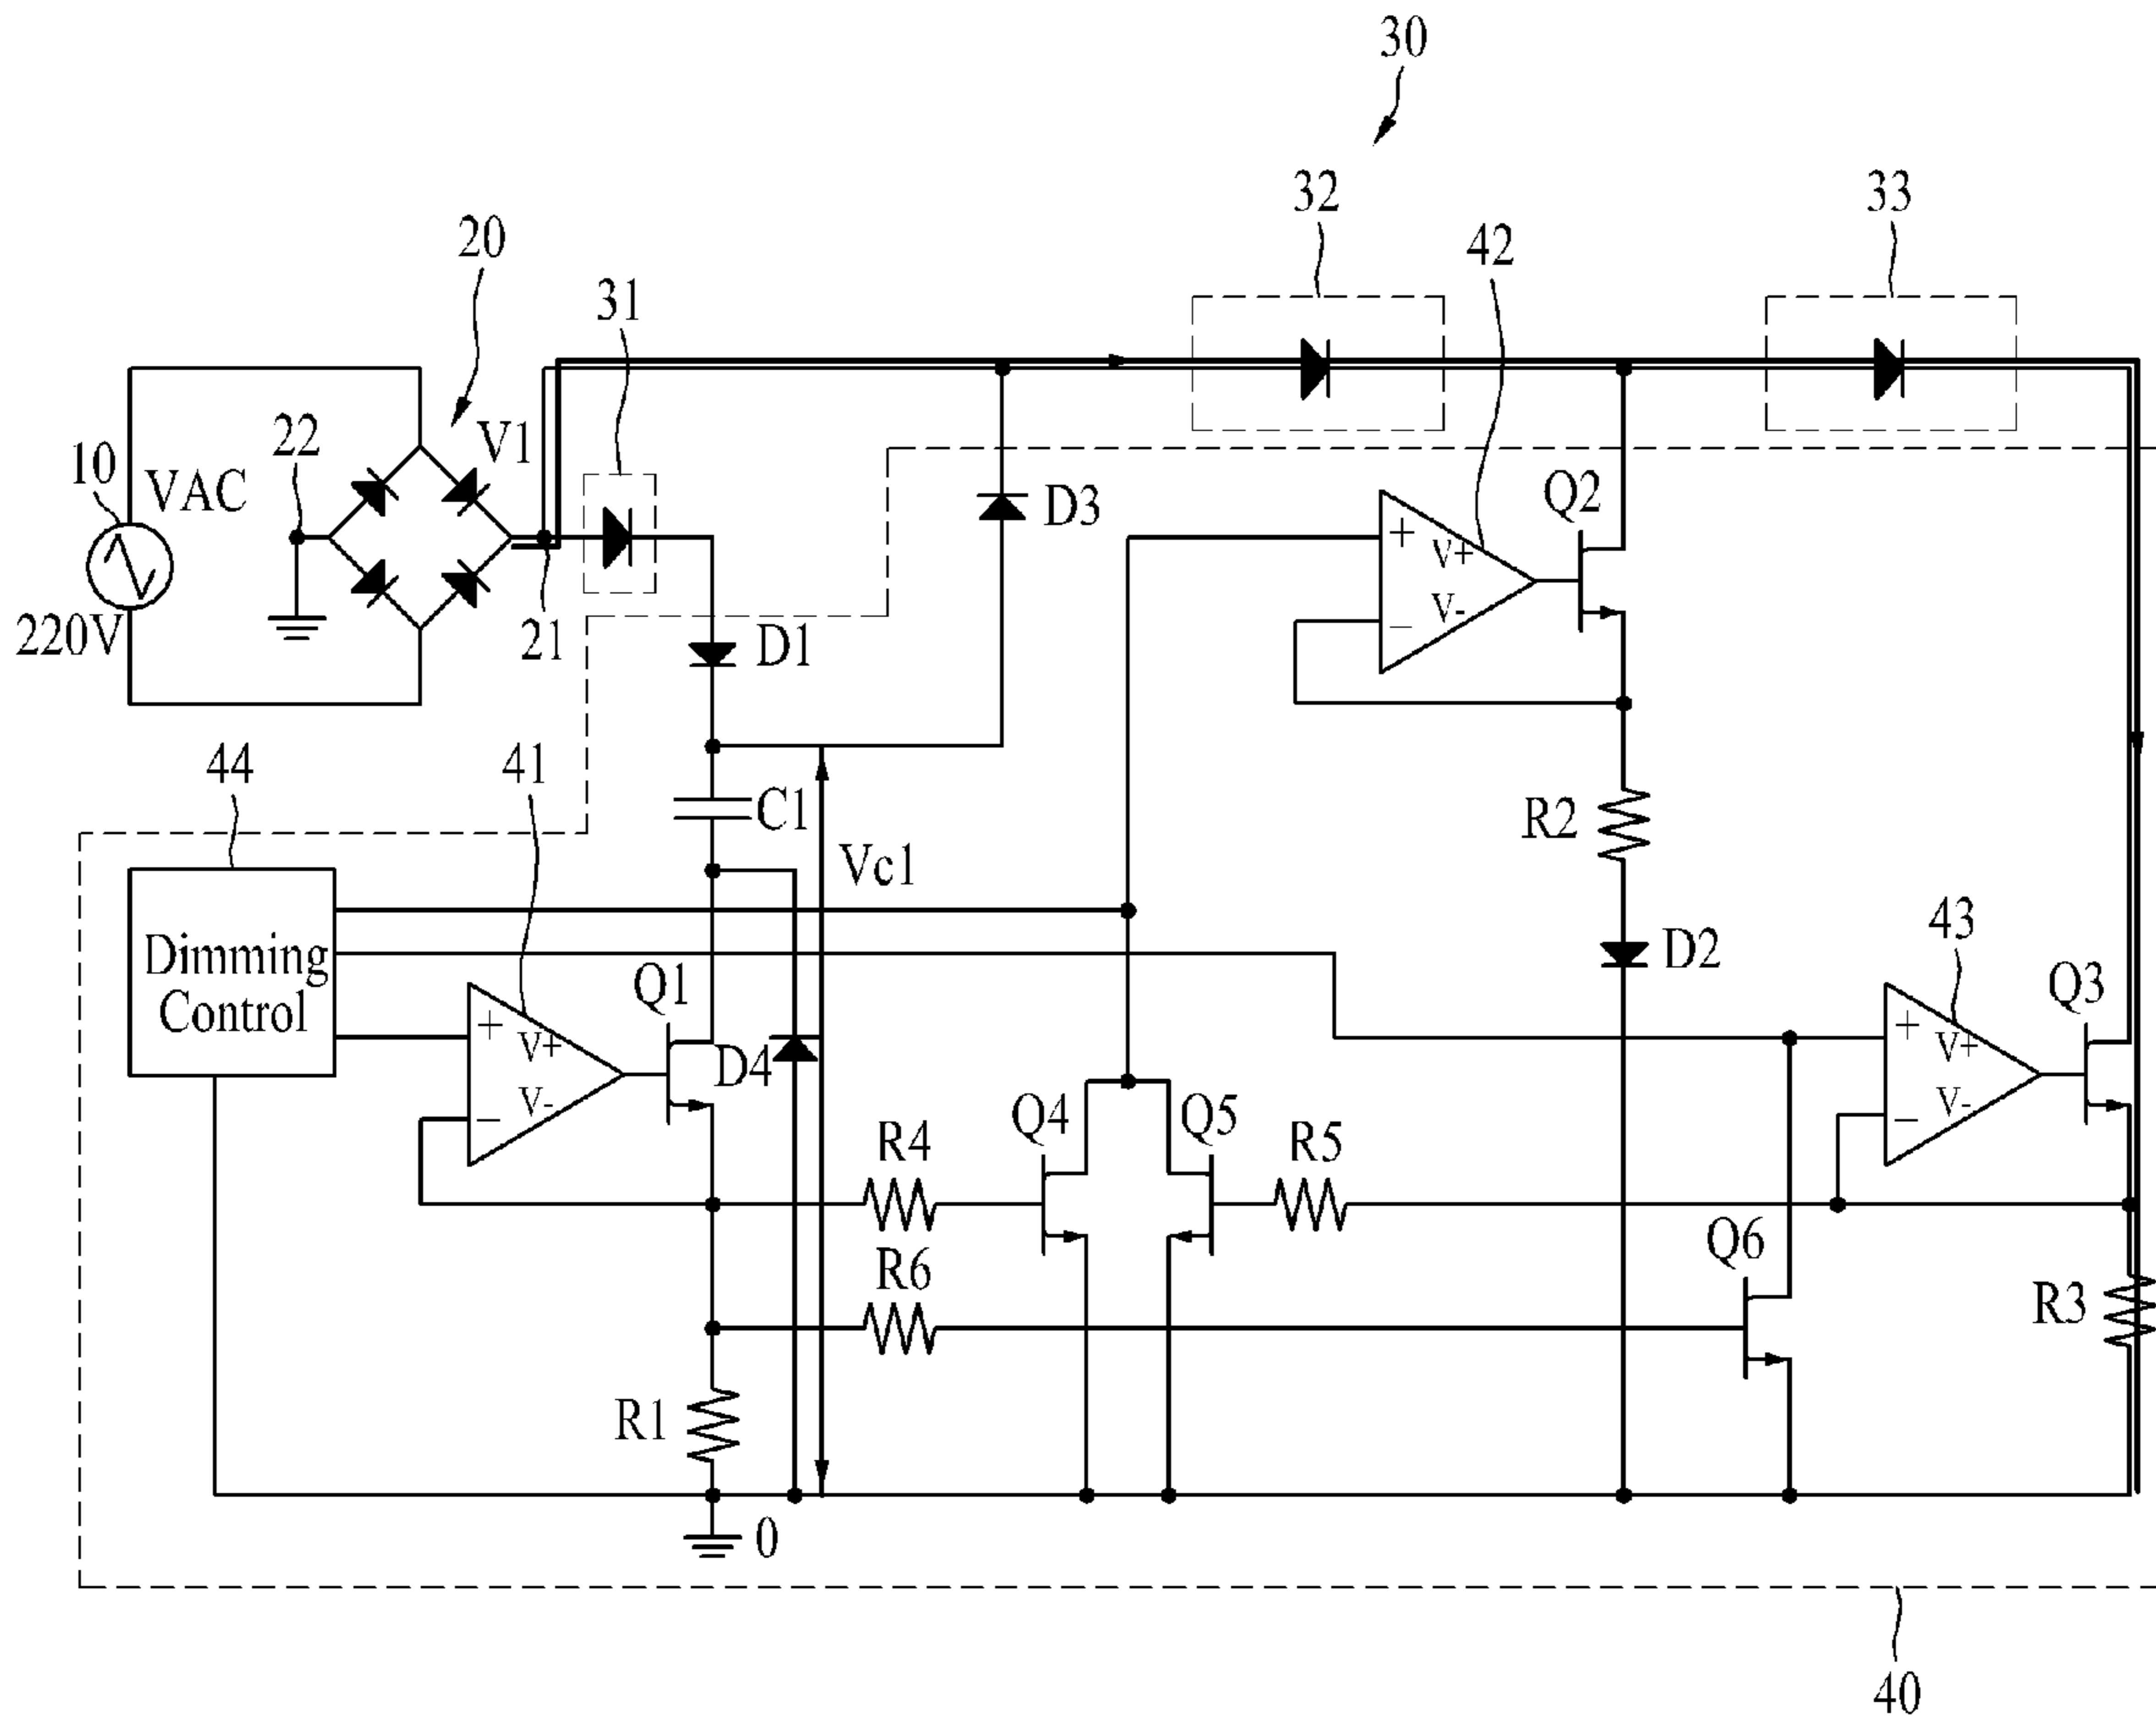 30
32
33
42
20
31
V1
22
10
VAC
D3
Q2
+
V+
V-
−
220V
21
D1
44
41
C1
R2
Vc1
43
Dimming
Control
D2
Q1
Q3
+
V+
V-
−
D4
+
V+
V-
−
Q4
Q5
R4
R5
Q6
R6
R3
R1
0
40